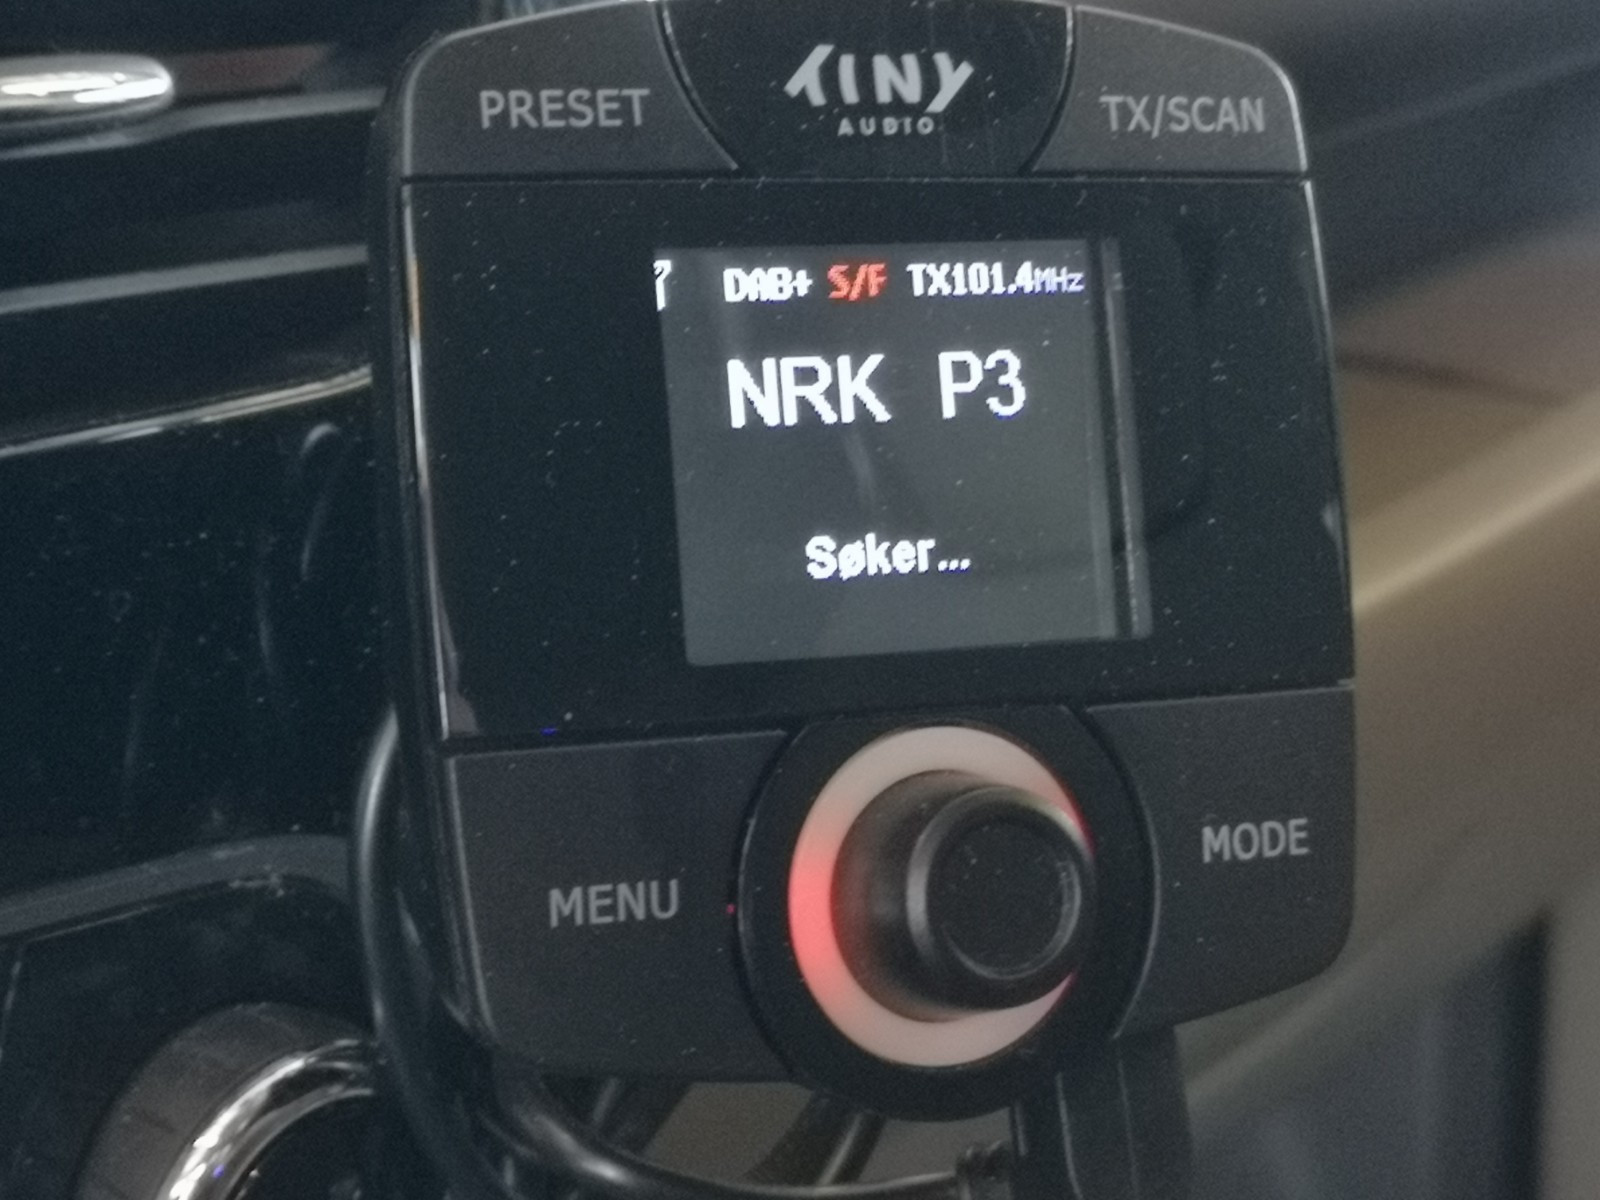 PRESET
TINY
AUDIO
TX/SCAN
DAB+ S/F TX101.4MHz
NRK P3
Søker...
MENU
MODE